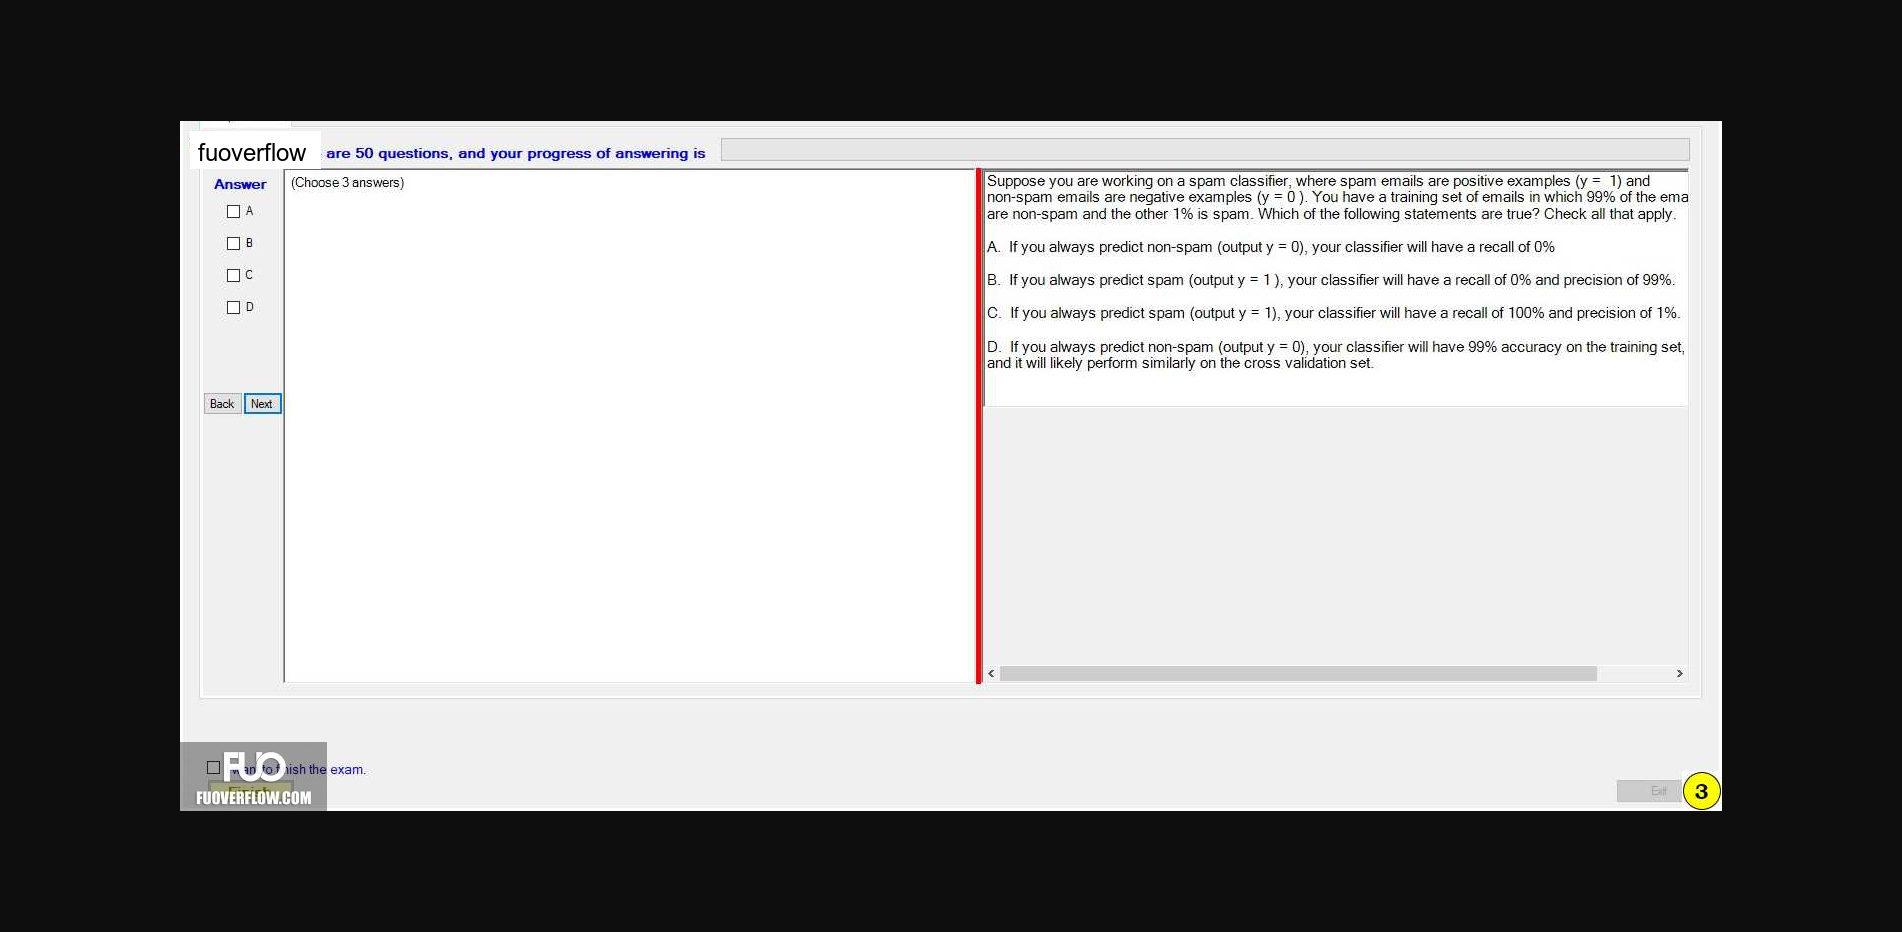 fuoverflow are 50 questions, and your progress of answering is
Answer
A
B
C
D
Back Next
(Choose 3 answers)
Suppose you are working on a spam classifier, where spam emails are positive examples (y = 1) and
non-spam emails are negative examples (y = 0 ). You have a training set of emails in which 99% of the ema
are non-spam and the other 1% is spam. Which of the following statements are true? Check all that apply.
A. If you always predict non-spam (output y = 0), your classifier will have a recall of 0%
B. If you always predict spam (output y = 1 ), your classifier will have a recall of 0% and precision of 99%.
C. If you always predict spam (output y = 1), your classifier will have a recall of 100% and precision of 1%.
D. If you always predict non-spam (output y = 0), your classifier will have 99% accuracy on the training set,
and it will likely perform similarly on the cross validation set.
want to finish the exam.
FUO
Finish
FUOVERFLOW.COM
Exit
3